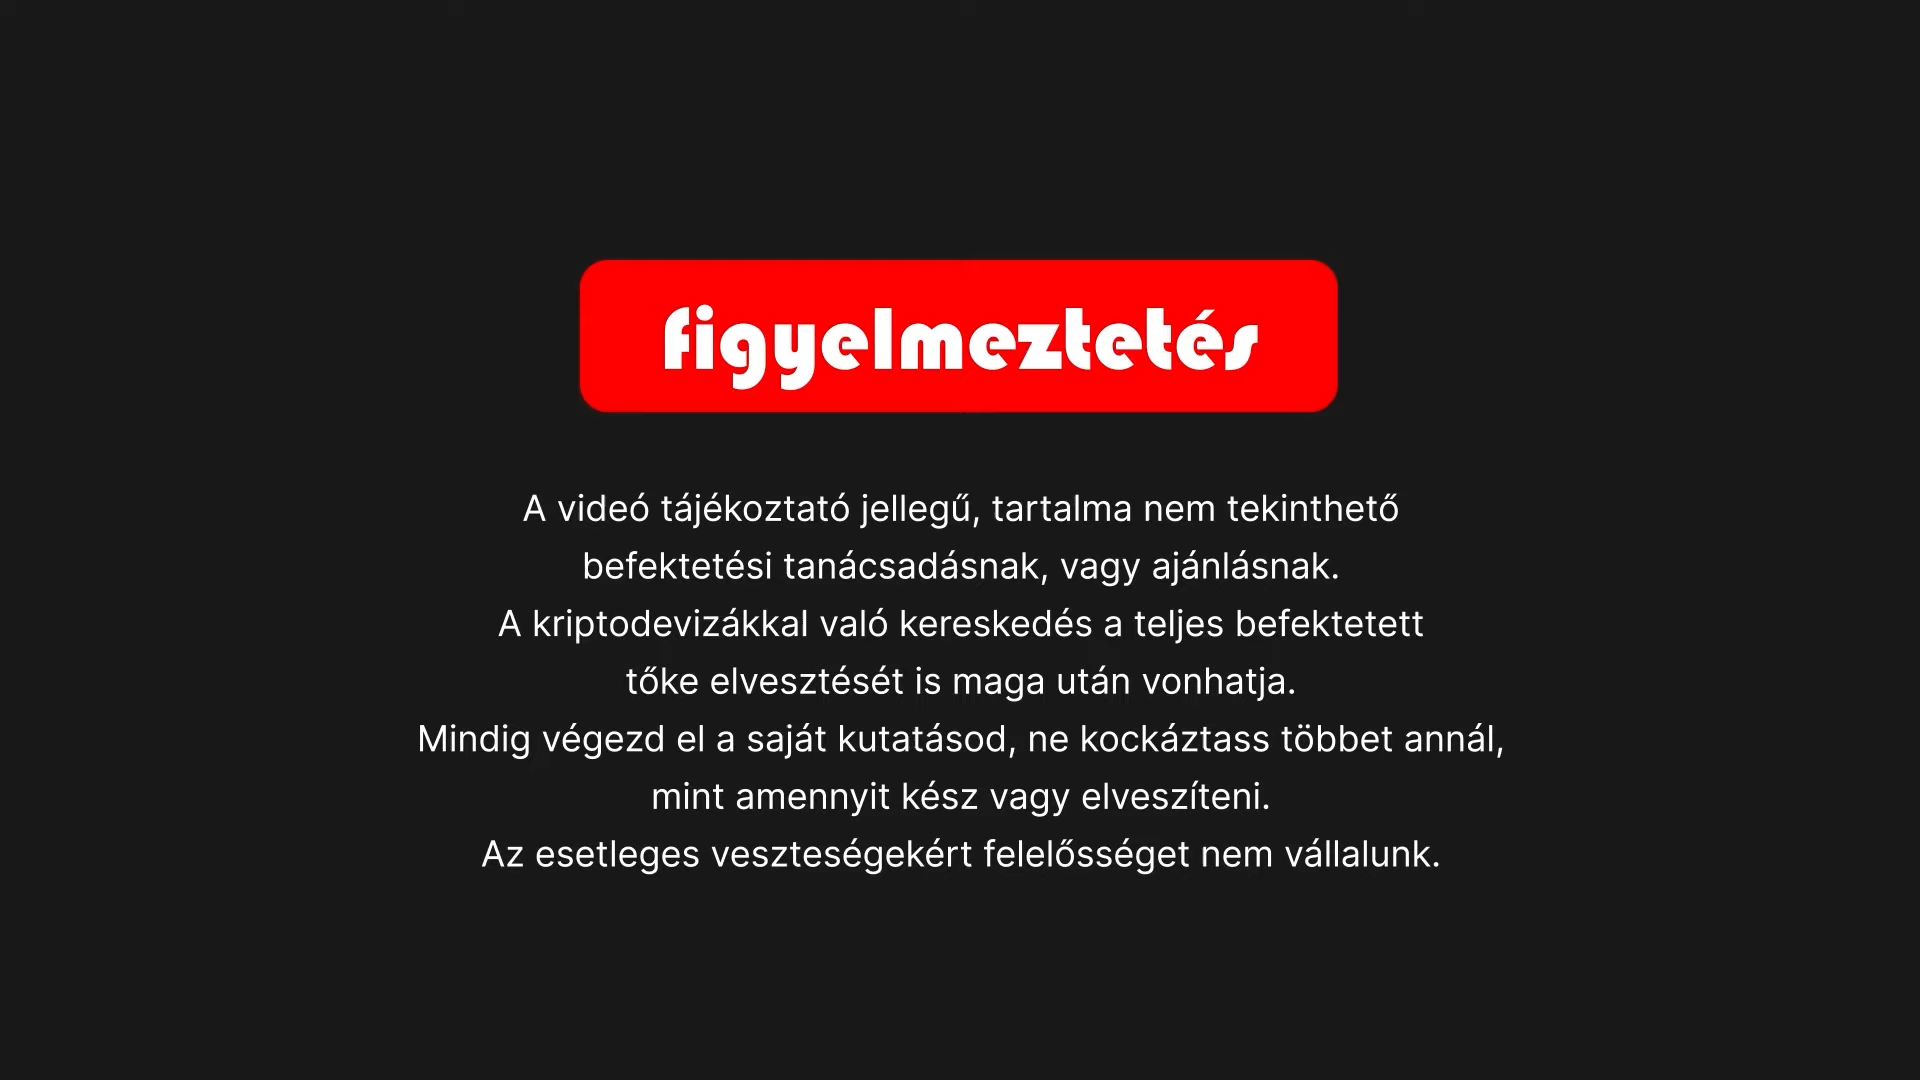 figyelmeztetés
A videó tájékoztató jellegű, tartalma nem tekinthető
befektetési tanácsadásnak, vagy ajánlásnak.
A kriptodevizákkal való kereskedés a teljes befektetett
tőke elvesztését is maga után vonhatja.
Mindig végezd el a saját kutatásod, ne kockáztass többet annál,
mint amennyit kész vagy elveszíteni.
Az esetleges veszteségekért felelősséget nem vállalunk.